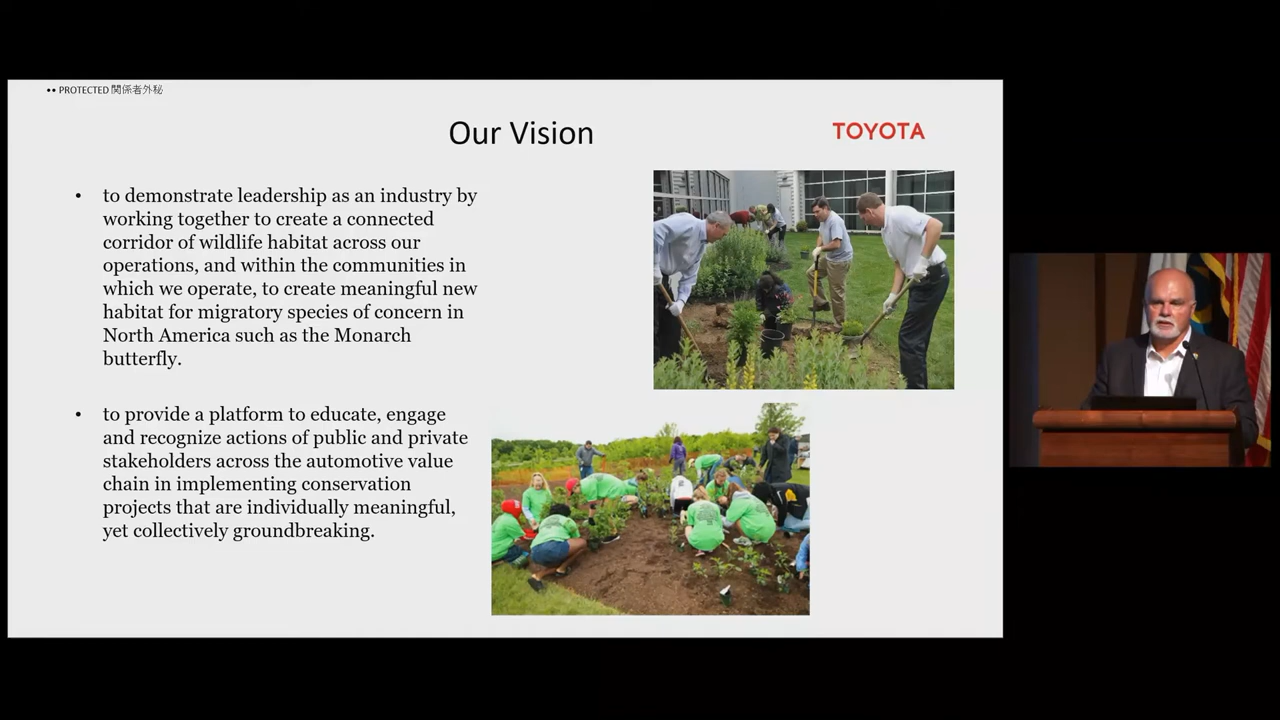 •• PROTECTED 関係者外秘
Our Vision
TOYOTA
• to demonstrate leadership as an industry by
working together to create a connected
corridor of wildlife habitat across our
operations, and within the communities in
which we operate, to create meaningful new
habitat for migratory species of concern in
North America such as the Monarch
butterfly.
• to provide a platform to educate, engage
and recognize actions of public and private
stakeholders across the automotive value
chain in implementing conservation
projects that are individually meaningful,
yet collectively groundbreaking.